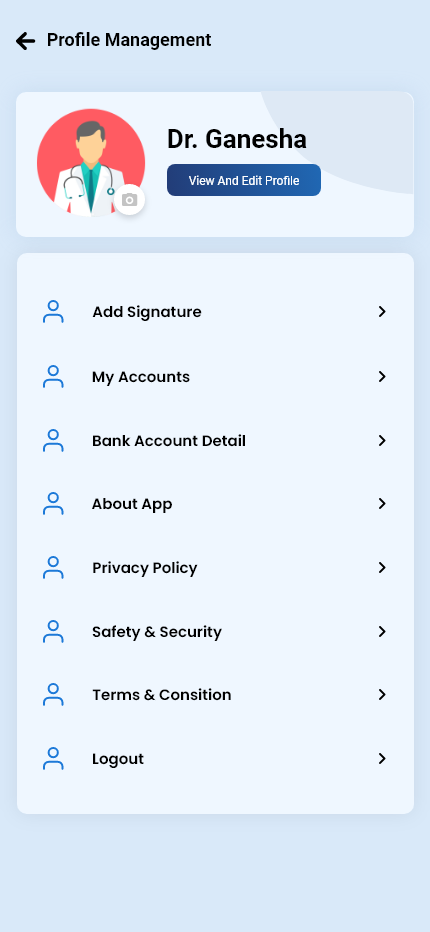 Profile Management
Dr. Ganesha
View And Edit Profile
Add Signature
My Accounts
Bank Account Detail
About App
Privacy Policy
Safety & Security
Terms & Consition
Logout